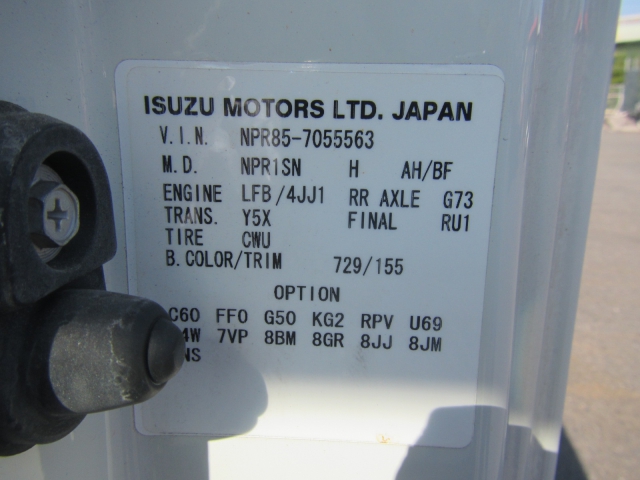 ISUZU MOTORS LTD. JAPAN
V.I.N. NPR85-7055563
M.D. NPR1SN H AH/BF
ENGINE LFB/4JJ1 RR AXLE G73
TRANS. Y5X FINAL RU1
TIRE CWU
B.COLOR/TRIM 729/155
OPTION
C60 FF0 G50 KG2 RPV U69
7VP 8BM 8GR 8JJ 8JM